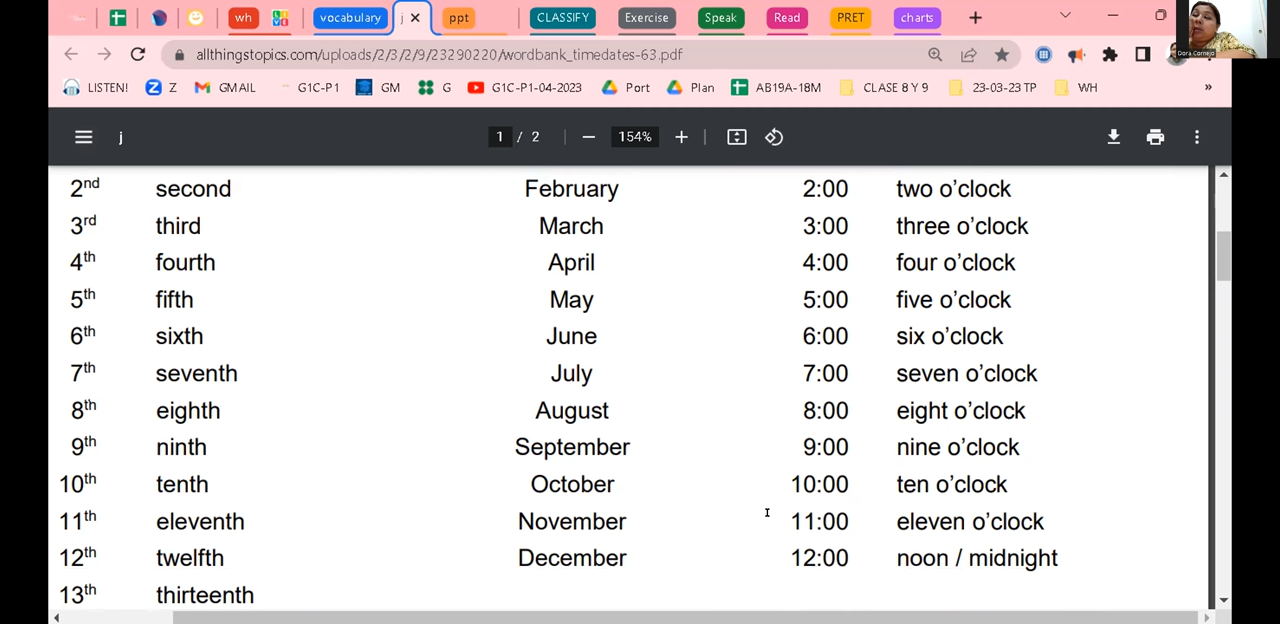 wh
vocabulary
j
ppt
CLASSIFY
Exercise
Speak
Read
PRET
charts
allthingstopics.com/uploads/2/3/2/9/23290220/wordbank_timedates-63.pdf
LISTEN!
Z
GMAIL
G1C-P1
GM
G
G1C-P1-04-2023
Port
Plan
AB19A-18M
CLASE 8 Y 9
23-03-23 TP
WH
»
j
1 / 2
154%
2nd second February 2:00 two o’clock
3rd third March 3:00 three o’clock
4th fourth April 4:00 four o’clock
5th fifth May 5:00 five o’clock
6th sixth June 6:00 six o’clock
7th seventh July 7:00 seven o’clock
8th eighth August 8:00 eight o’clock
9th ninth September 9:00 nine o’clock
10th tenth October 10:00 ten o’clock
11th eleventh November 11:00 eleven o’clock
12th twelfth December 12:00 noon / midnight
13th thirteenth